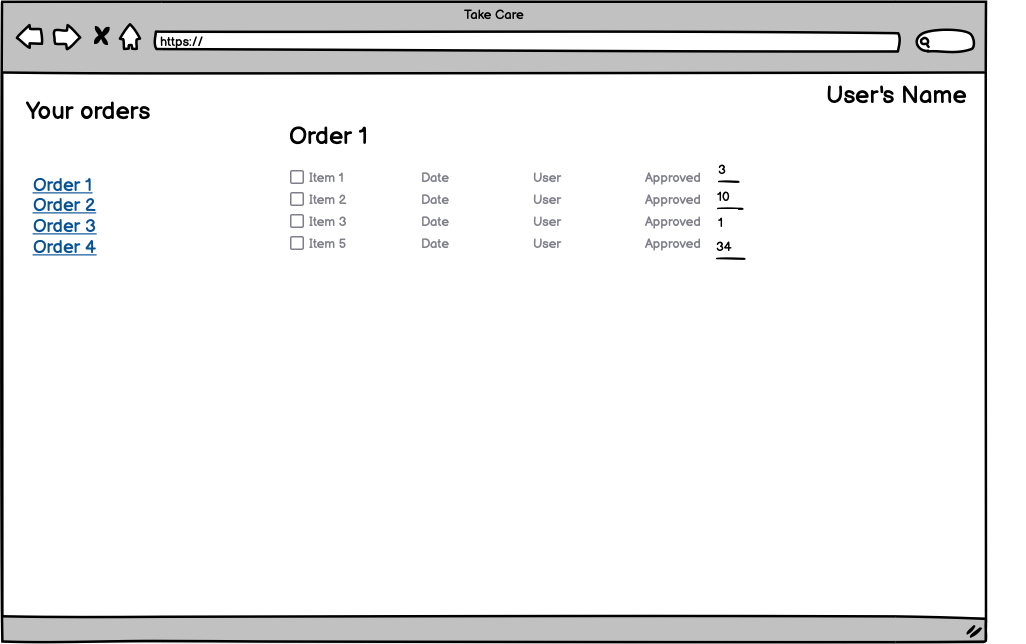 Take Care
https://
User's Name
Your orders
Order 1
Order 1
Order 2
Order 3
Order 4
Item 1 Date User Approved 3
Item 2 Date User Approved 10
Item 3 Date User Approved 1
Item 5 Date User Approved 34